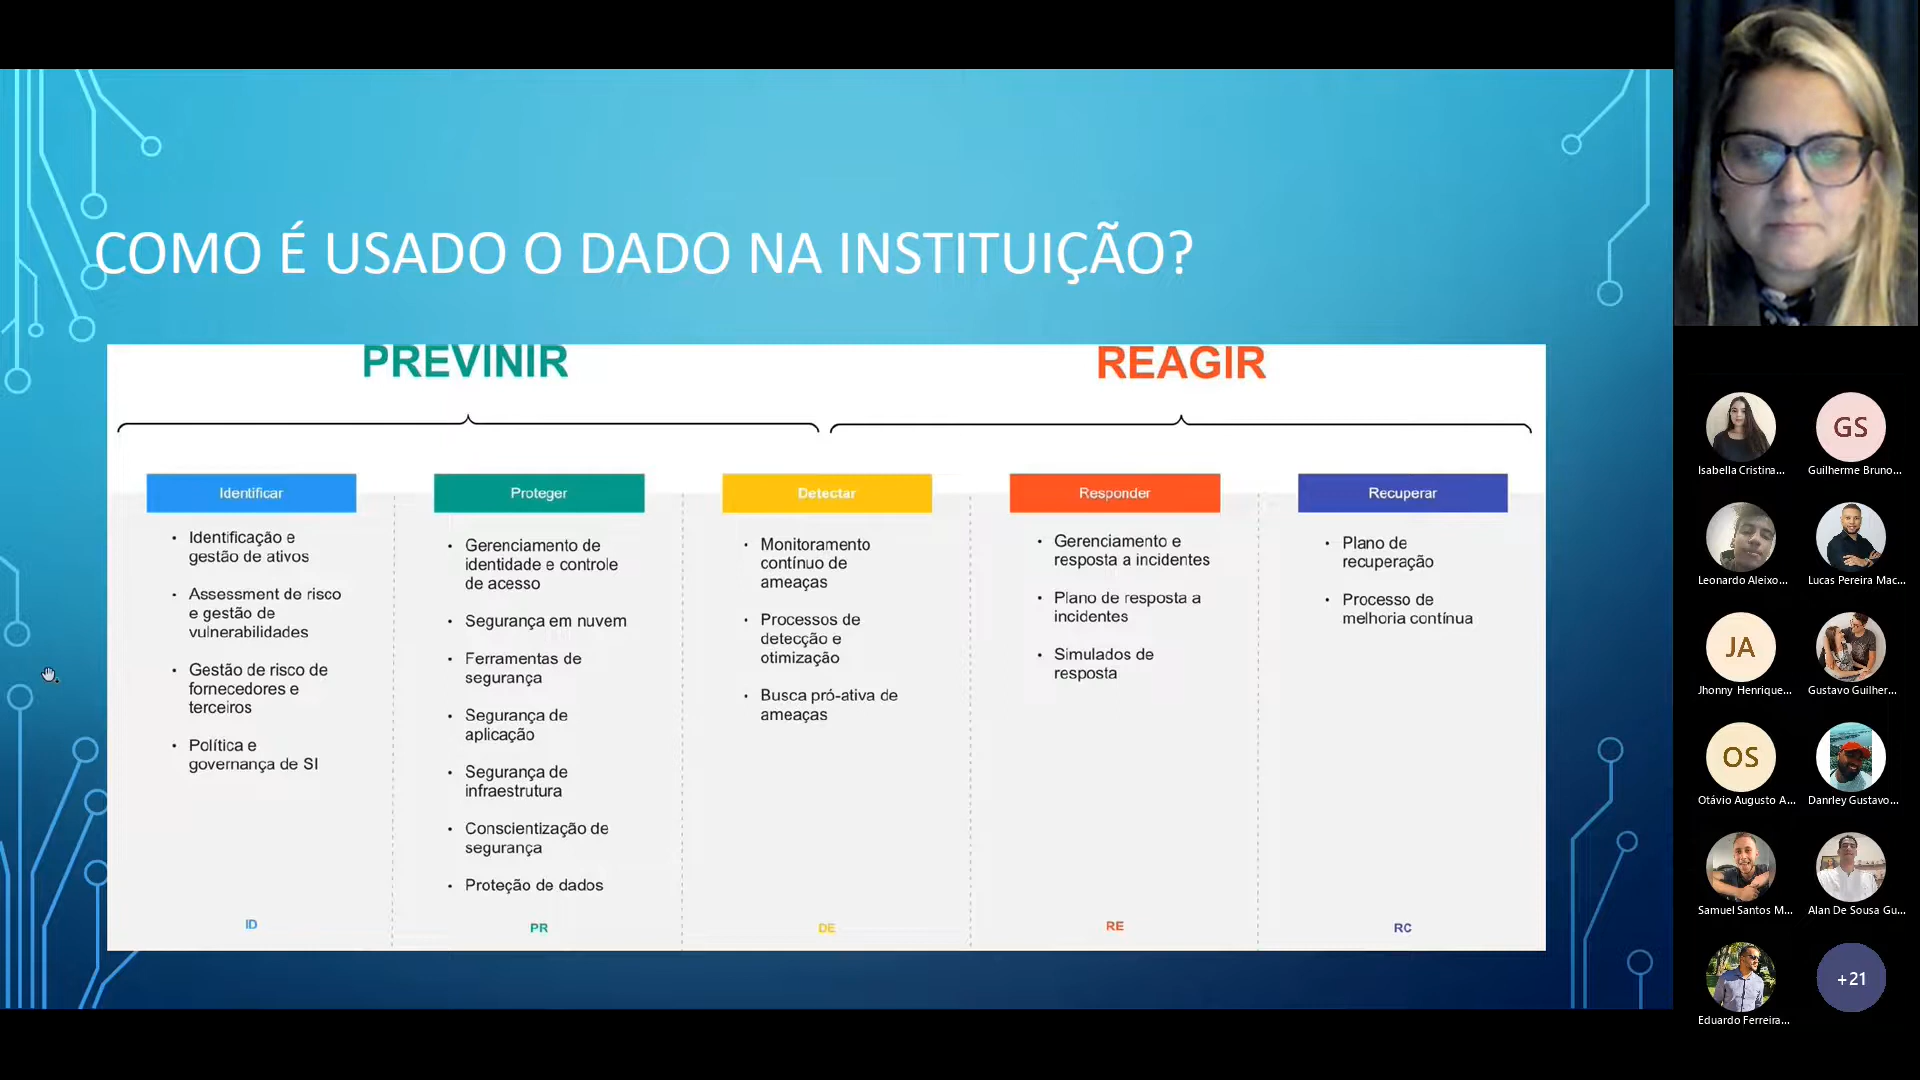 COMO É USADO O DADO NA INSTITUIÇÃO?
PREVINIR
REAGIR
Identificar
• Identificação e
gestão de ativos
• Assessment de risco
e gestão de
vulnerabilidades
• Gestão de risco de
fornecedores e
terceiros
• Política e
governança de SI
ID
Proteger
• Gerenciamento de
identidade e controle
de acesso
• Segurança em nuvem
• Ferramentas de
segurança
• Segurança de
aplicação
• Segurança de
infraestrutura
• Conscientização de
segurança
• Proteção de dados
PR
Detectar
• Monitoramento
contínuo de
ameaças
• Processos de
detecção e
otimização
• Busca pró-ativa de
ameaças
DE
Responder
• Gerenciamento e
resposta a incidentes
• Plano de resposta a
incidentes
• Simulados de
resposta
RE
Recuperar
• Plano de
recuperação
• Processo de
melhoria contínua
RC
Isabella Cristina...
GS
Guilherme Bruno...
Leonardo Aleixo...
Lucas Pereira Mac...
JA
Jhonny Henrique...
Gustavo Guilher...
OS
Otávio Augusto A...
Danrley Gustavo...
Samuel Santos M...
Alan De Sousa Gu...
Eduardo Ferreira...
+21